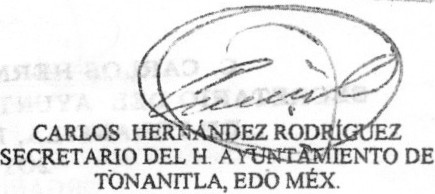 CARLOS HERNÁNDEZ RODRÍGUEZ
SECRETARIO DEL H. AYUNTAMIENTO DE
TONANITLA, EDO MÉX.